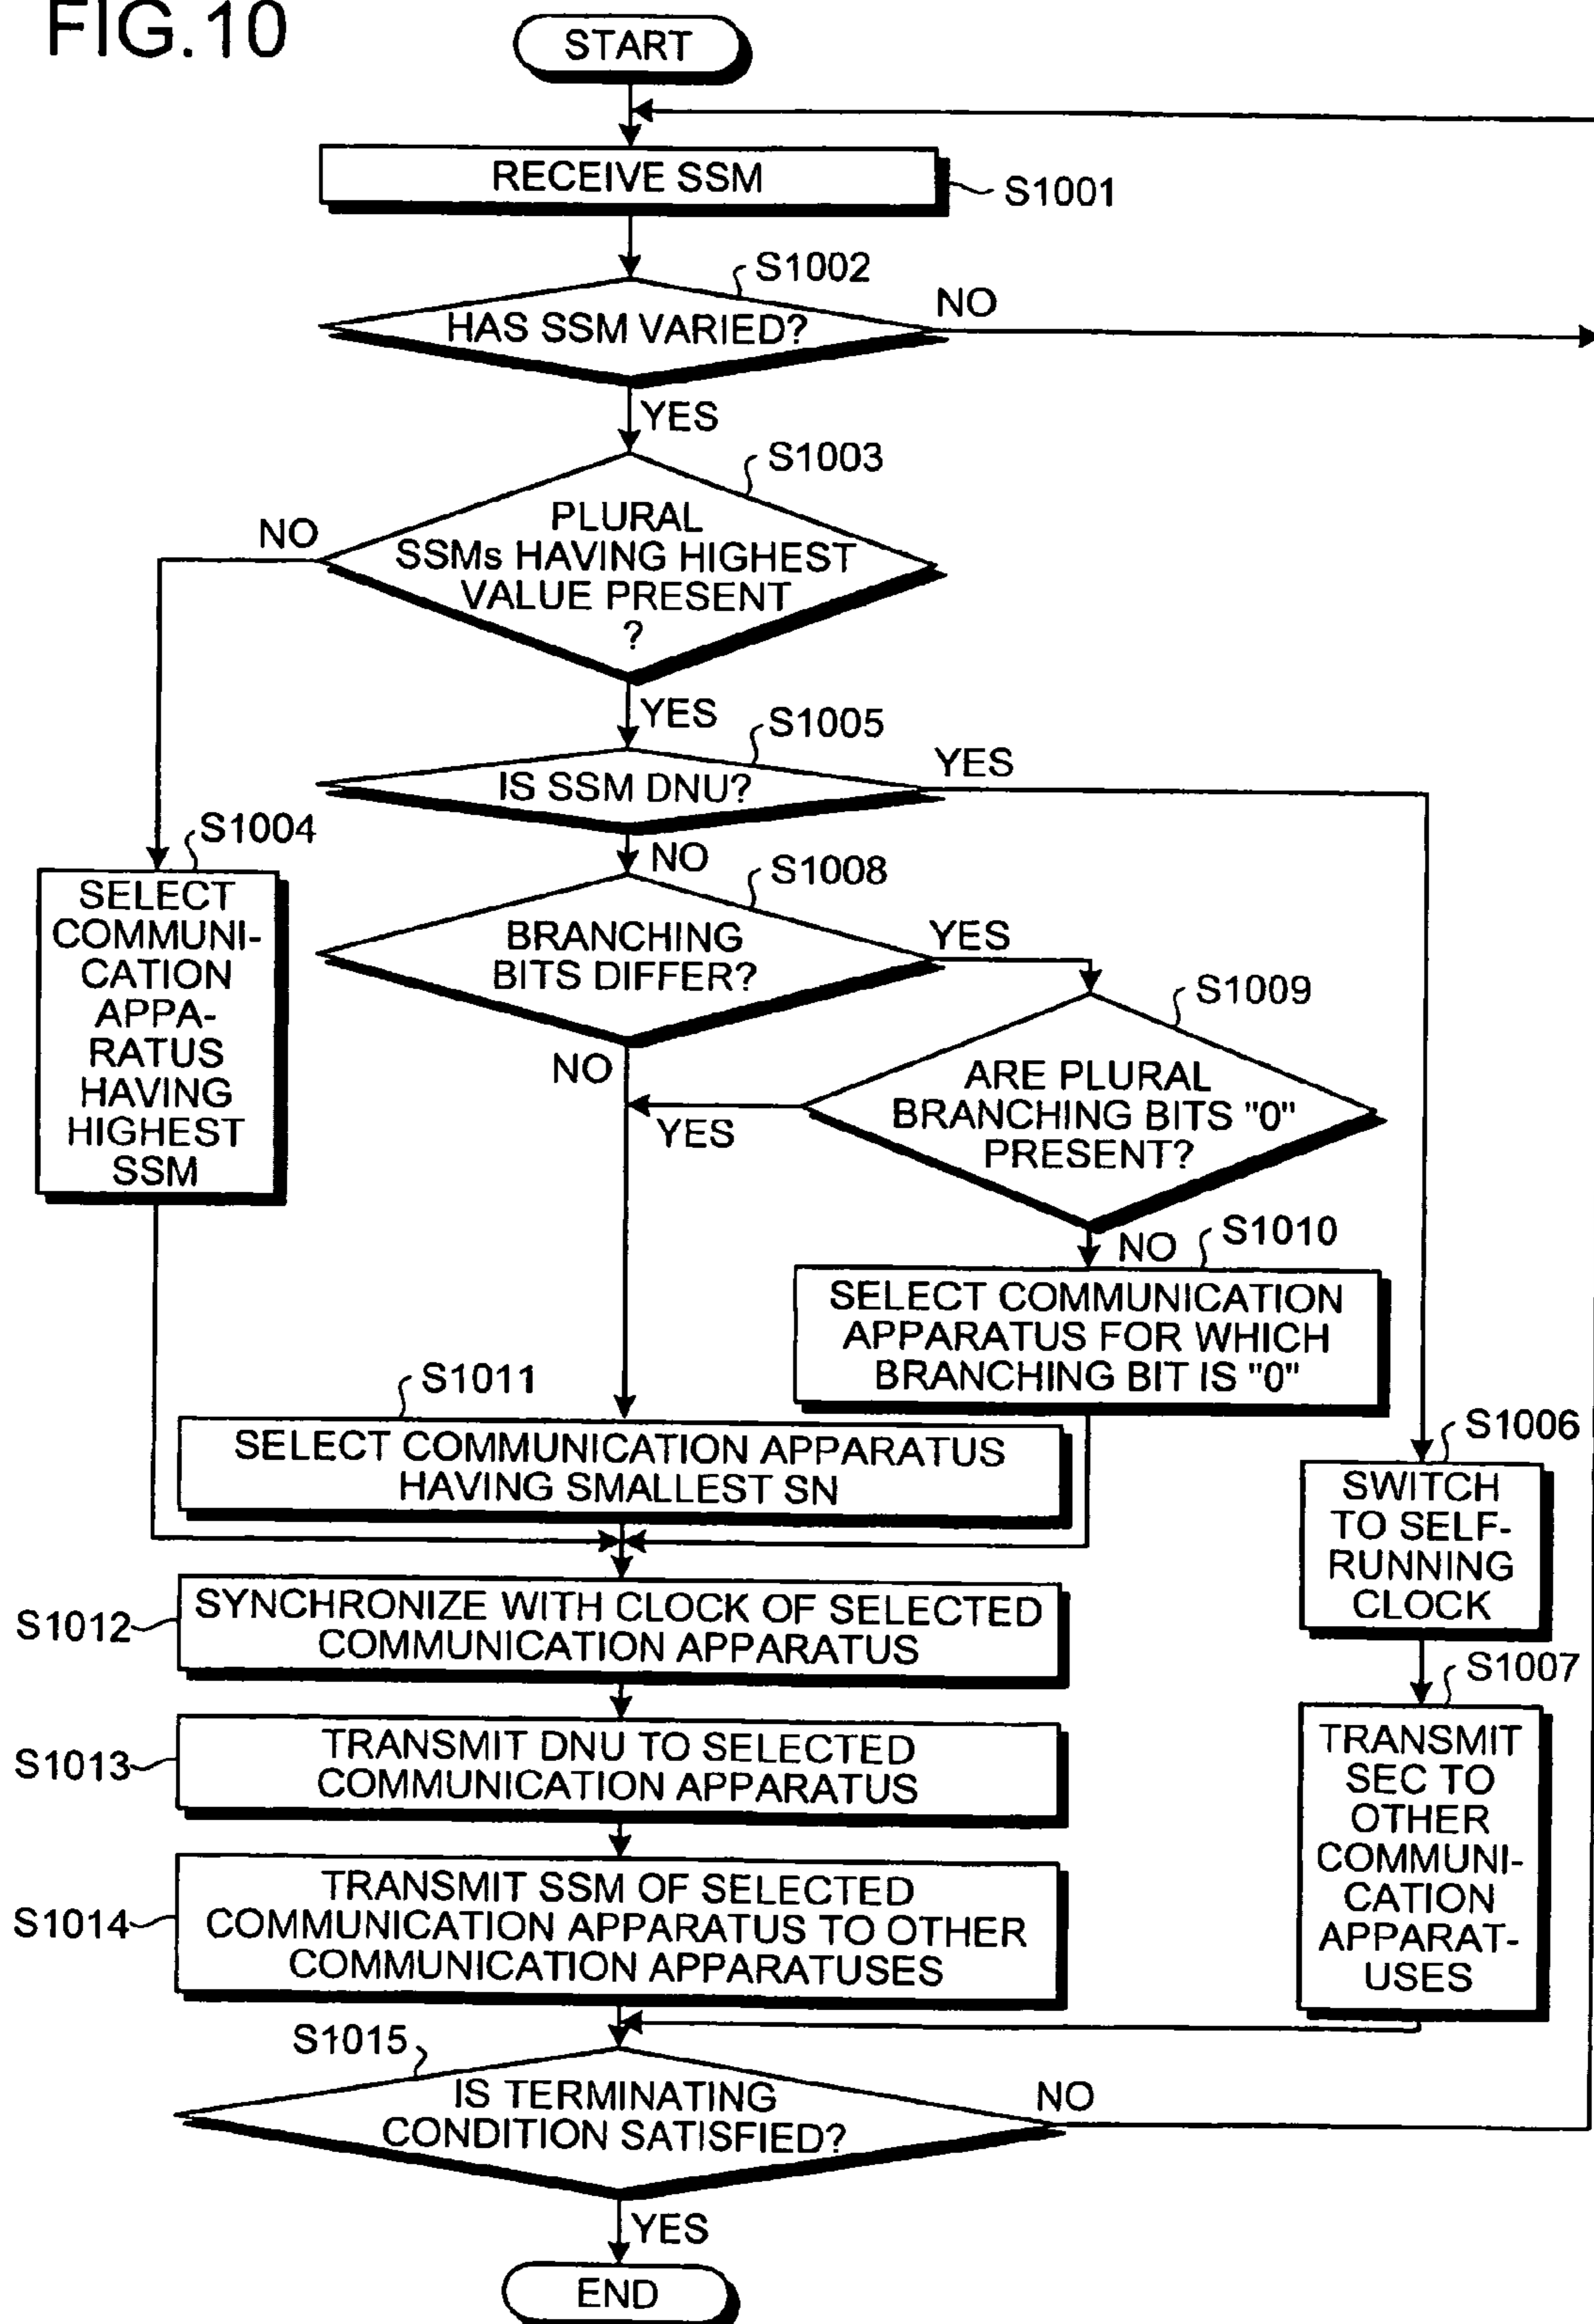 FIG.10
START
RECEIVE SSM
S1001
S1002
HAS SSM VARIED?
NO
YES
S1003
PLURAL
SSMs HAVING HIGHEST
VALUE PRESENT
?
NO
YES
S1005
IS SSM DNU?
YES
NO
S1004
SELECT
COMMUNI-
CATION
APPA-
RATUS
HAVING
HIGHEST
SSM
S1008
BRANCHING
BITS DIFFER?
YES
NO
S1009
ARE PLURAL
BRANCHING BITS "0"
PRESENT?
YES
NO
S1010
SELECT COMMUNICATION
APPARATUS FOR WHICH
BRANCHING BIT IS "0"
S1011
SELECT COMMUNICATION APPARATUS
HAVING SMALLEST SN
S1006
SWITCH
TO SELF-
RUNNING
CLOCK
S1012
SYNCHRONIZE WITH CLOCK OF SELECTED
COMMUNICATION APPARATUS
S1007
TRANSMIT
SEC TO
OTHER
COMMUNI-
CATION
APPARAT-
USES
S1013
TRANSMIT DNU TO SELECTED
COMMUNICATION APPARATUS
S1014
TRANSMIT SSM OF SELECTED
COMMUNICATION APPARATUS TO OTHER
COMMUNICATION APPARATUSES
S1015
IS TERMINATING
CONDITION SATISFIED?
NO
YES
END